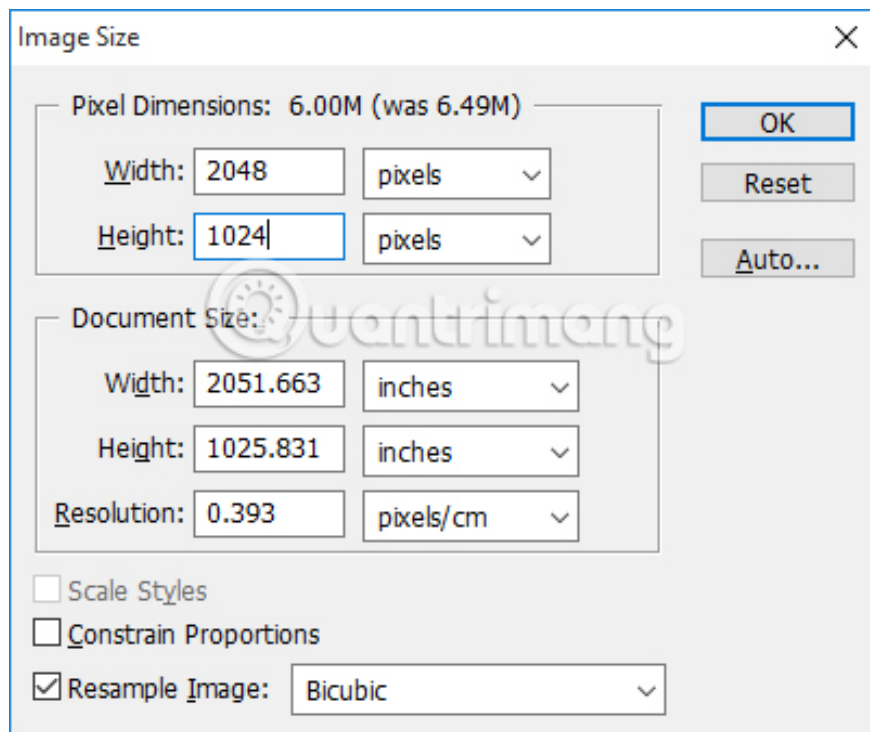 Image Size
Pixel Dimensions: 6.00M (was 6.49M)
OK
Width: 2048 pixels
Reset
Height: 1024 pixels
Auto...
Quantrimang
Document Size:
Width: 2051.663 inches
Height: 1025.831 inches
Resolution: 0.393 pixels/cm
Scale Styles
Constrain Proportions
Resample Image: Bicubic